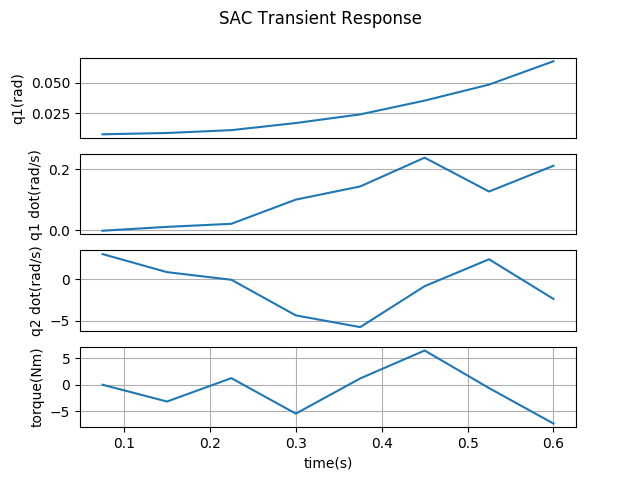 SAC Transient Response
q1(rad)
0.050
0.025
q1 dot(rad/s)
0.2
0.0
q2 dot(rad/s)
0
−5
torque(Nm)
5
0
−5
0.1 0.2 0.3 0.4 0.5 0.6
time(s)